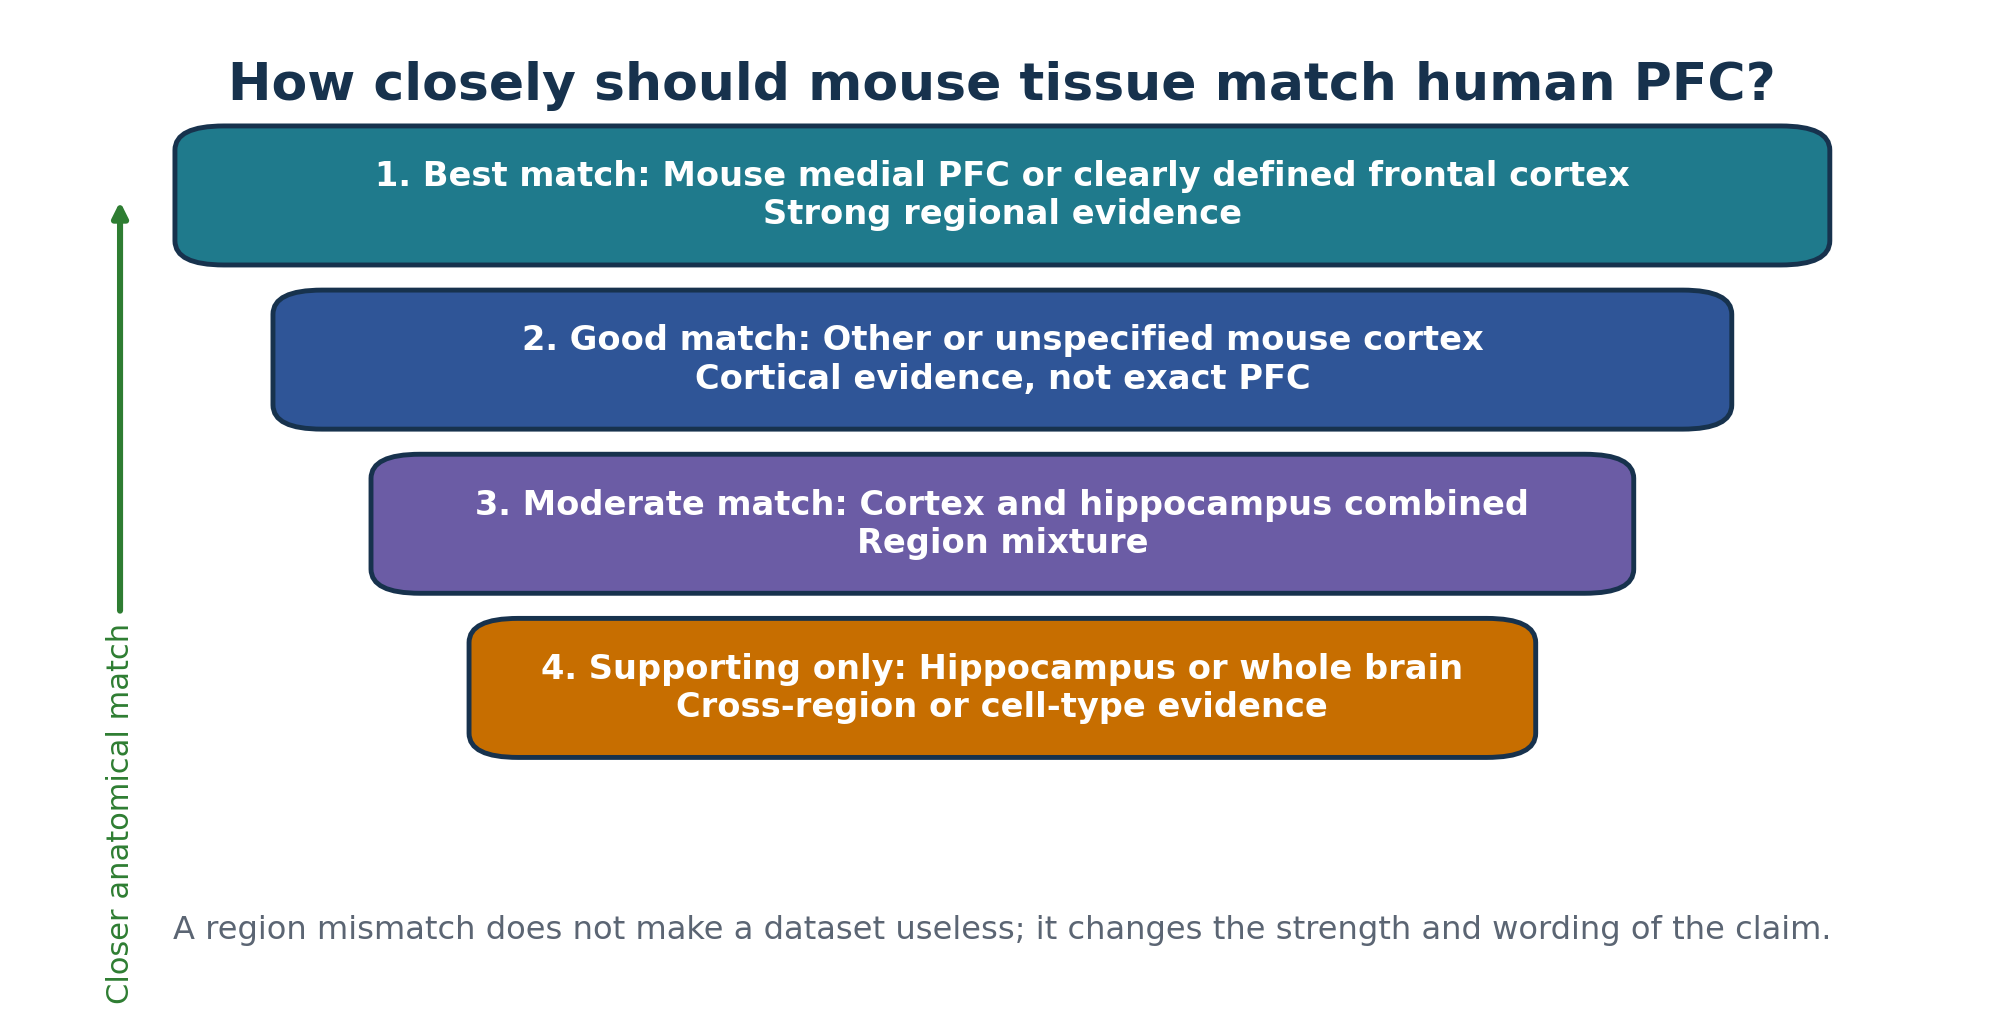 How closely should mouse tissue match human PFC?
1. Best match: Mouse medial PFC or clearly defined frontal cortex
Strong regional evidence
2. Good match: Other or unspecified mouse cortex
Cortical evidence, not exact PFC
3. Moderate match: Cortex and hippocampus combined
Region mixture
4. Supporting only: Hippocampus or whole brain
Cross-region or cell-type evidence
Closer anatomical match
A region mismatch does not make a dataset useless; it changes the strength and wording of the claim.